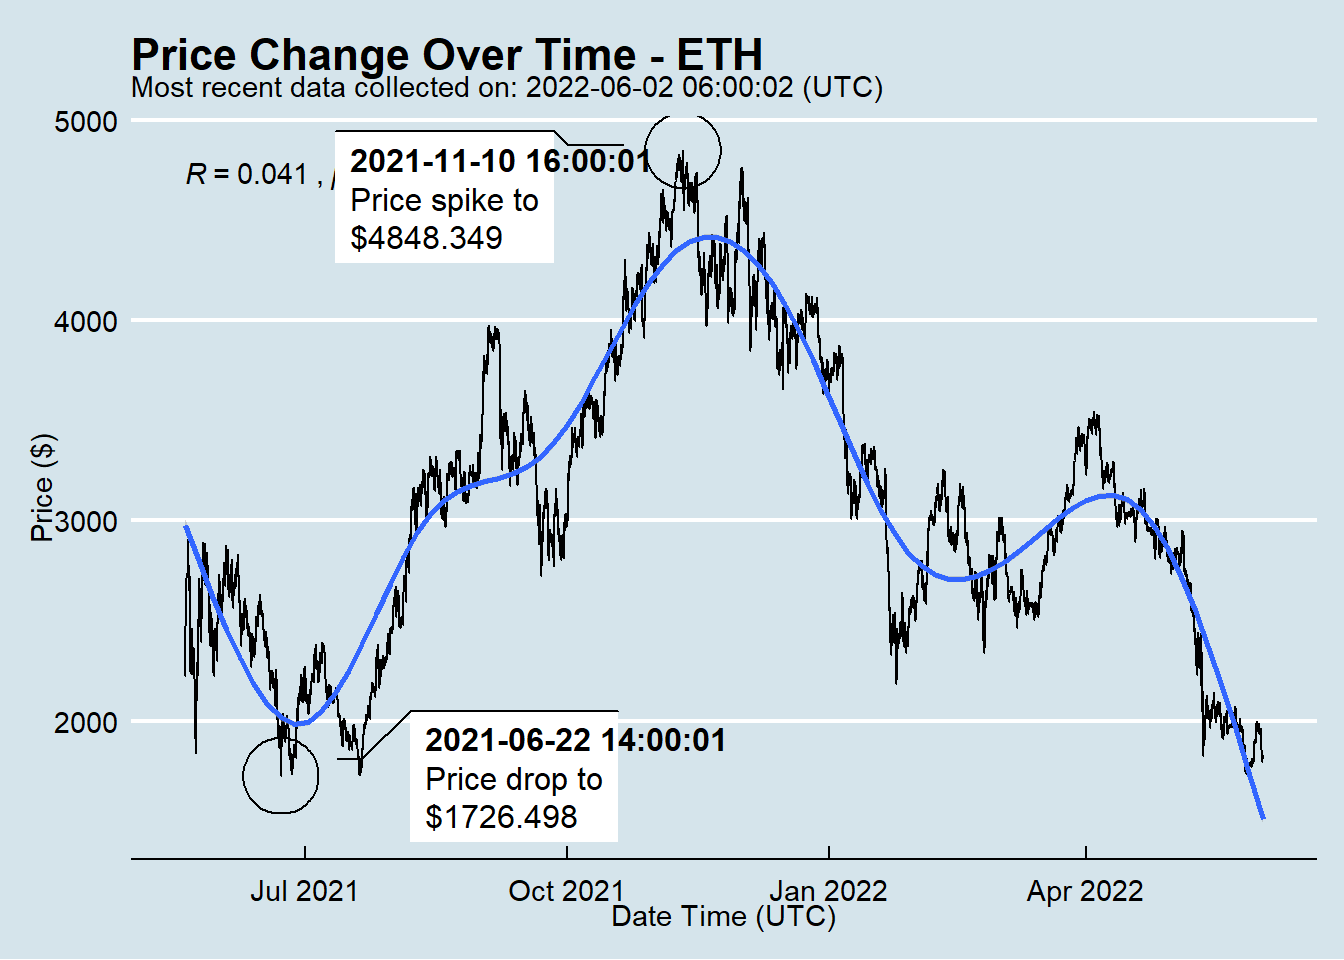 Price Change Over Time - ETH
Most recent data collected on: 2022-06-02 06:00:02 (UTC)
5000
2021-11-10 16:00:01
R = 0.041 ,
Price spike to
$4848.349
4000
Price ($)
3000
2000
2021-06-22 14:00:01
Price drop to
$1726.498
Jul 2021 Oct 2021 Jan 2022 Apr 2022
Date Time (UTC)